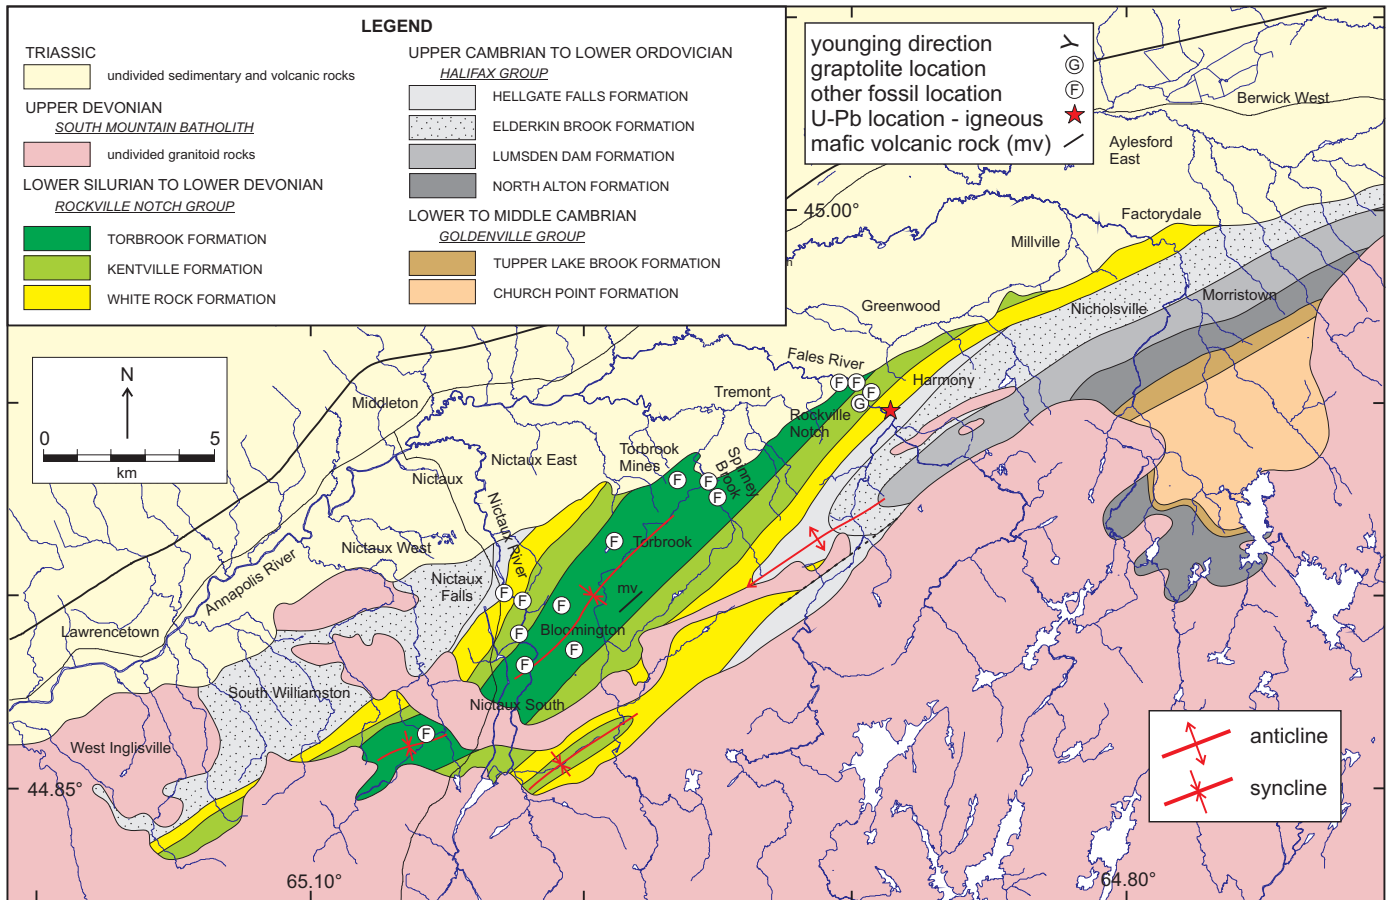 LEGEND
TRIASSIC
undivided sedimentary and volcanic rocks
UPPER DEVONIAN
SOUTH MOUNTAIN BATHOLITH
undivided granitoid rocks
LOWER SILURIAN TO LOWER DEVONIAN
ROCKVILLE NOTCH GROUP
TORBROOK FORMATION
KENTVILLE FORMATION
WHITE ROCK FORMATION
UPPER CAMBRIAN TO LOWER ORDOVICIAN
HALIFAX GROUP
HELLGATE FALLS FORMATION
ELDERKIN BROOK FORMATION
LUMSDEN DAM FORMATION
NORTH ALTON FORMATION
LOWER TO MIDDLE CAMBRIAN
GOLDENVILLE GROUP
TUPPER LAKE BROOK FORMATION
CHURCH POINT FORMATION
younging direction
graptolite location G
other fossil location F
U-Pb location - igneous
mafic volcanic rock (mv)
Berwick West
Aylesford
East
45.00°
Factorydale
Millville
Morristown
Nicholsville
Greenwood
Fales River
Harmony
F F
F
G
Rockville
Notch
Tremont
N
0 5
km
Middleton
Torbrook
Mines
Spinney
Brook
F
F
F
Nictaux East
Nictaux
Nictaux River
Nictaux West
Torbrook
F
Annapolis River
Nictaux
Falls
mv
F
F
F
Lawrencetown
Bloomington
F
F
F
South Williamston
Nictaux South
F
West Inglisville
anticline
syncline
44.85°
65.10°
64.80°